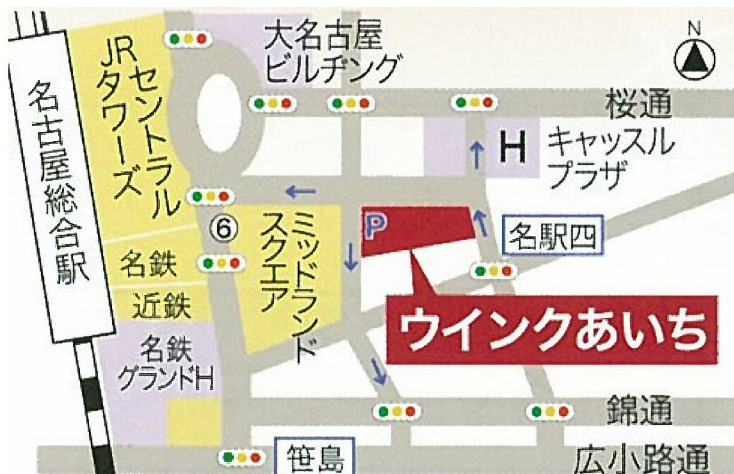 N
大名古屋
ビルヂング
JR
セントラル
タワーズ
桜通
H
キャッスル
プラザ
名古屋総合駅
⑥
ミッドランド
スクエア
P
名駅四
名鉄
近鉄
ウインクあいち
名鉄
グランドH
錦通
笹島
広小路通